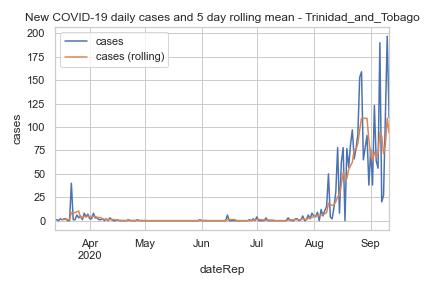 New COVID-19 daily cases and 5 day rolling mean - Trinidad_and_Tobago
cases
cases (rolling)
200
175
150
125
100
75
50
25
0
cases
Apr
2020
May
Jun
Jul
Aug
Sep
dateRep